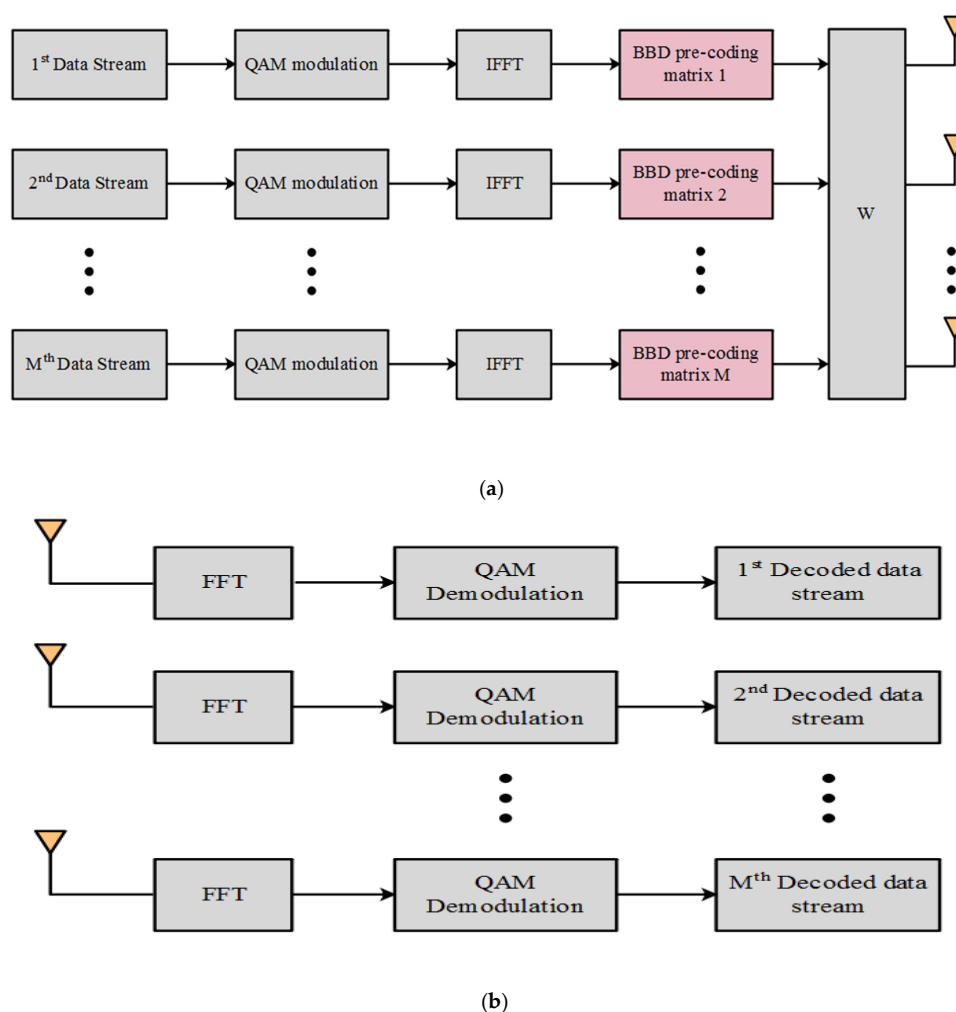 1st Data Stream
QAM modulation
IFFT
BBD pre-coding
matrix 1
2nd Data Stream
QAM modulation
IFFT
BBD pre-coding
matrix 2
W
Mth Data Stream
QAM modulation
IFFT
BBD pre-coding
matrix M
(a)
FFT
QAM
Demodulation
1st Decoded data
stream
FFT
QAM
Demodulation
2nd Decoded data
stream
FFT
QAM
Demodulation
Mth Decoded data
stream
(b)